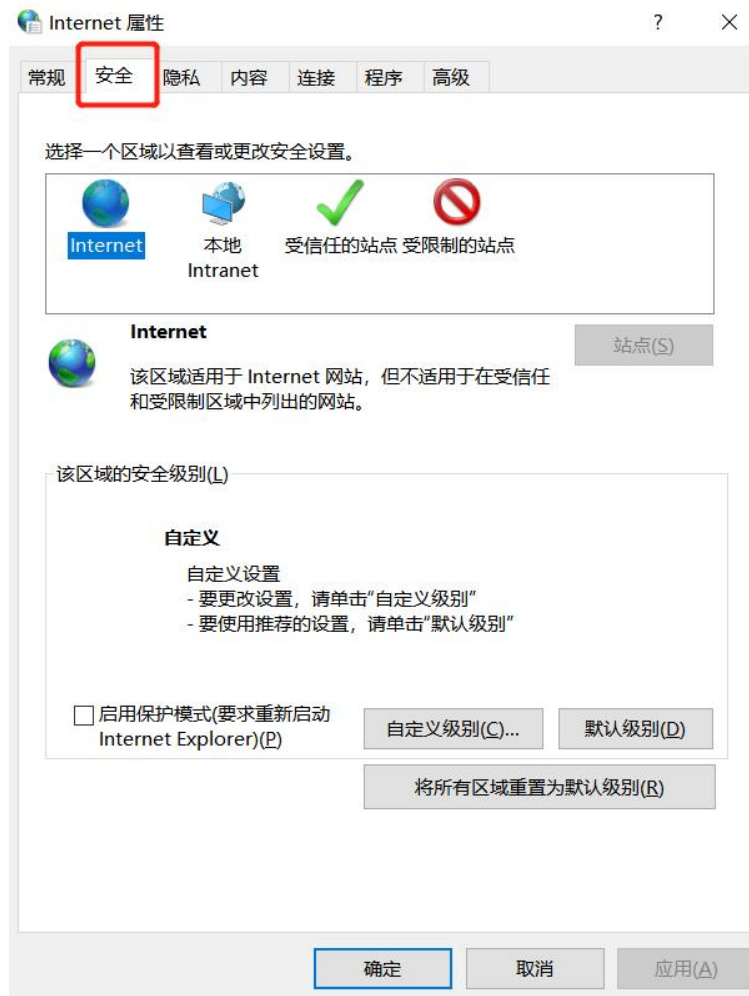 Internet 属性
?
常规 安全 隐私 内容 连接 程序 高级
选择一个区域以查看或更改安全设置。
Internet 本地 受信任的站点 受限制的站点
Intranet
Internet
站点(S)
该区域适用于 Internet 网站，但不适用于在受信任
和受限制区域中列出的网站。
该区域的安全级别(L)
自定义
自定义设置
- 要更改设置，请单击“自定义级别”
- 要使用推荐的设置，请单击“默认级别”
启用保护模式(要求重新启动
Internet Explorer)(P)
自定义级别(C)... 默认级别(D)
将所有区域重置为默认级别(R)
确定 取消 应用(A)